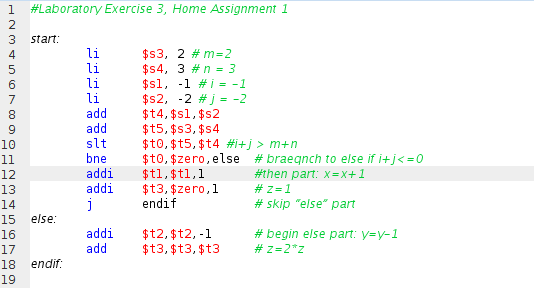 1 #Laboratory Exercise 3, Home Assignment 1
2
3 start:
4 li $s3, 2 # m=2
5 li $s4, 3 # n = 3
6 li $s1, -1 # i = -1
7 li $s2, -2 # j = -2
8 add $t4,$s1,$s2
9 add $t5,$s3,$s4
10 slt $t0,$t5,$t4 #i+j > m+n
11 bne $t0,$zero,else # braeqnch to else if i+j<=0
12 addi $t1,$t1,1 #then part: x=x+1
13 addi $t3,$zero,1 # z=1
14 j endif # skip "else" part
15 else:
16 addi $t2,$t2,-1 # begin else part: y=y-1
17 add $t3,$t3,$t3 # z=2*z
18 endif:
19